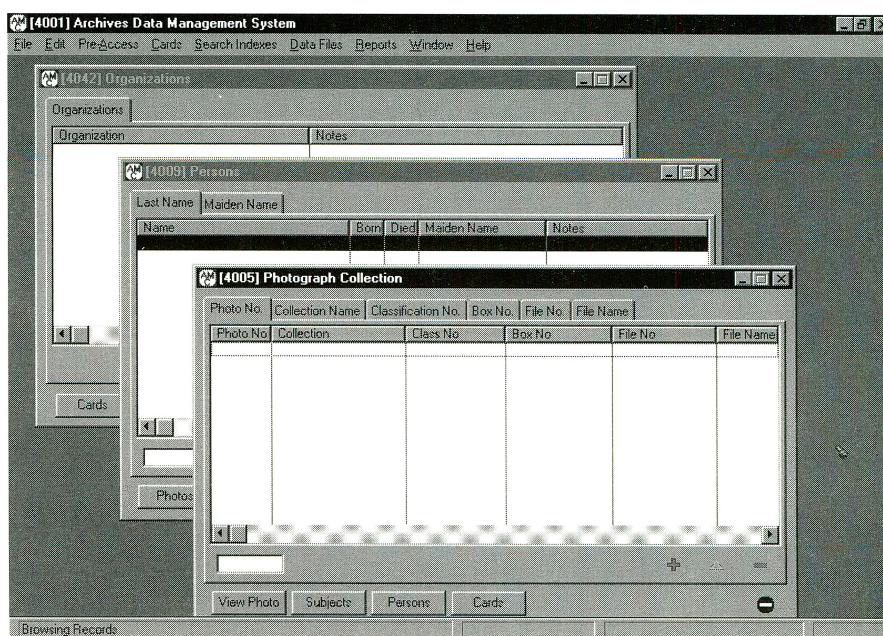 [4001] Archives Data Management System
File Edit Pre-Access Cards Search Indexes Data Files Reports Window Help
[4042] Organizations
Organizations
Organization Notes
[4009] Persons
Last Name Maiden Name
Name Born Died Maiden Name Notes
[4005] Photograph Collection
Photo No. Collection Name Classification No. Box No. File No. File Name
Photo No Collection Class No Box No File No File Name
Cards
Photos
View Photo Subjects Persons Cards
Browsing Records